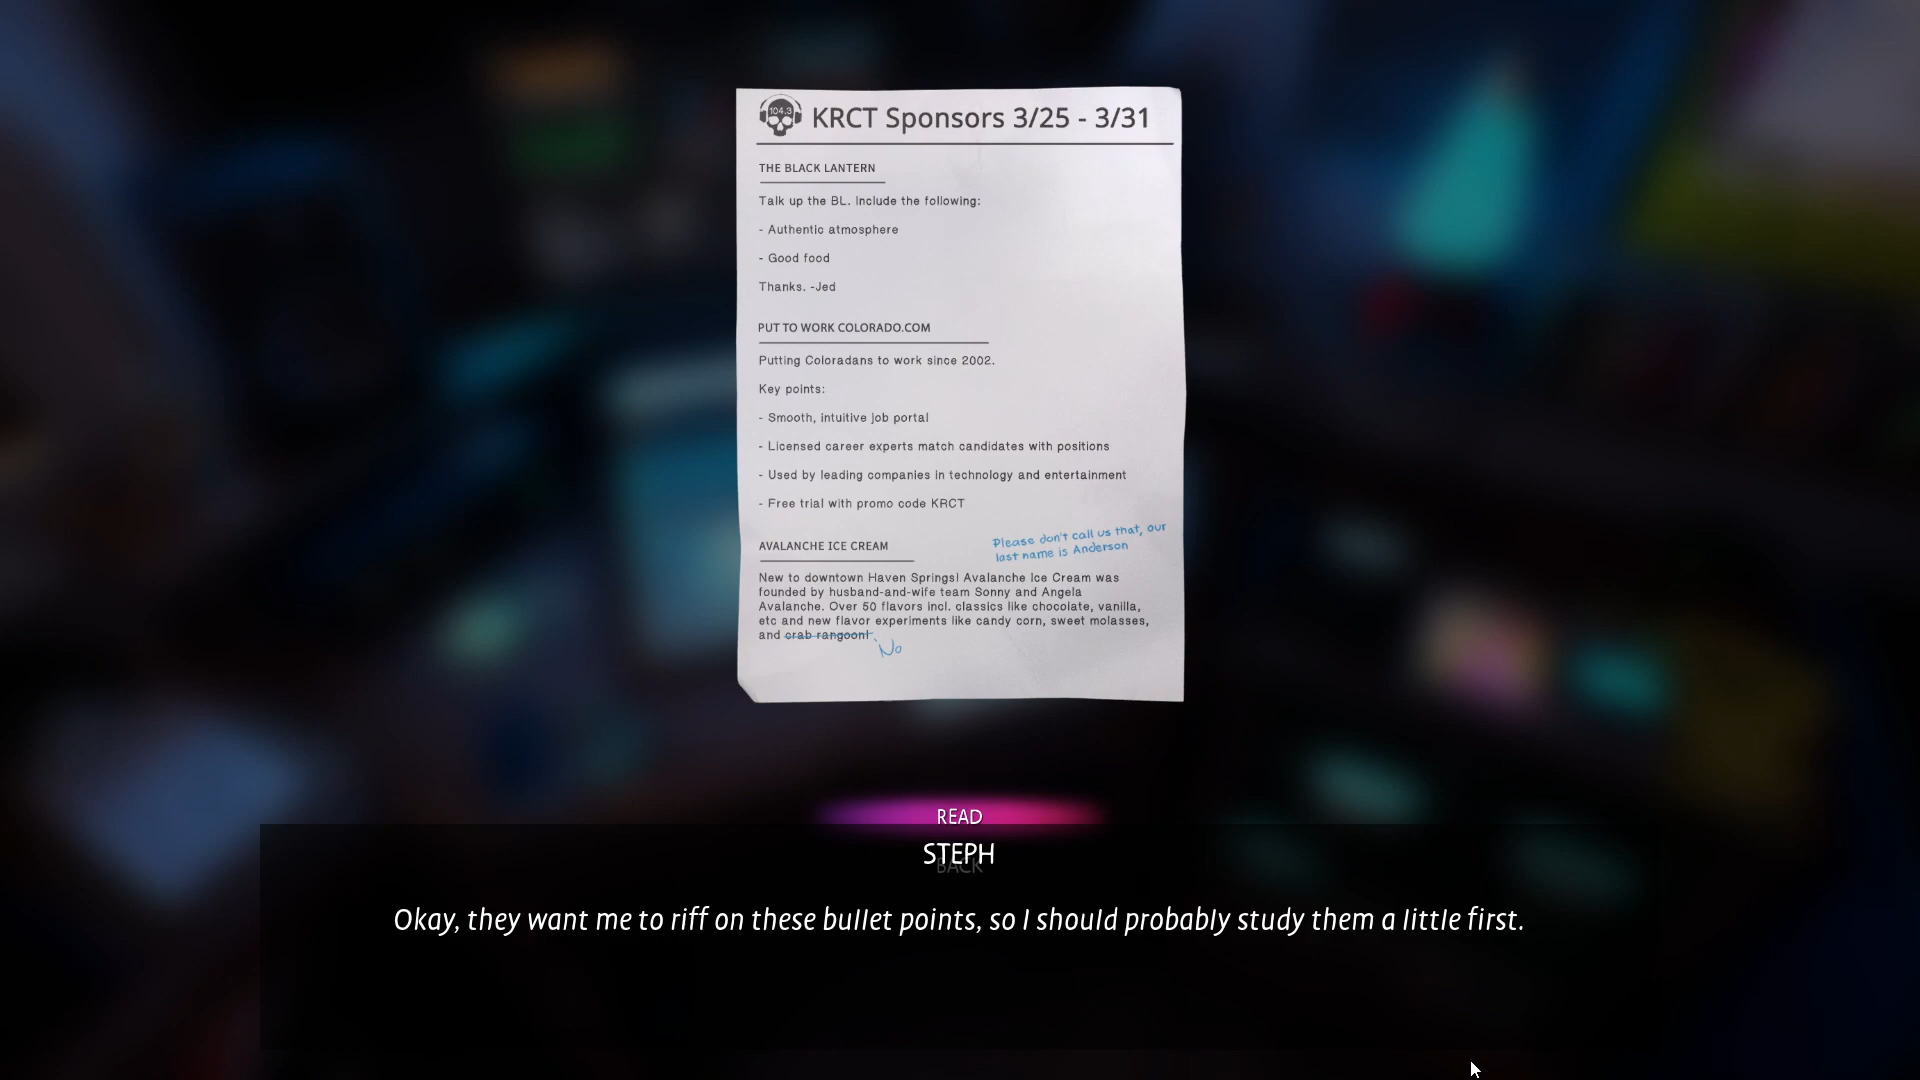 104.3
KRCT Sponsors 3/25 - 3/31
THE BLACK LANTERN
Talk up the BL. Include the following:
- Authentic atmosphere
- Good food
Thanks. -Jed
PUT TO WORK COLORADO.COM
Putting Coloradans to work since 2002.
Key points:
- Smooth, intuitive job portal
- Licensed career experts match candidates with positions
- Used by leading companies in technology and entertainment
- Free trial with promo code KRCT
Please don't call us that, our
last name is Anderson
AVALANCHE ICE CREAM
New to downtown Haven Springs! Avalanche Ice Cream was
founded by husband-and-wife team Sonny and Angela
Avalanche. Over 50 flavors incl. classics like chocolate, vanilla,
etc and new flavor experiments like candy corn, sweet molasses,
and crab rangoon!
No
READ
STEPH
BACK
Okay, they want me to riff on these bullet points, so I should probably study them a little first.